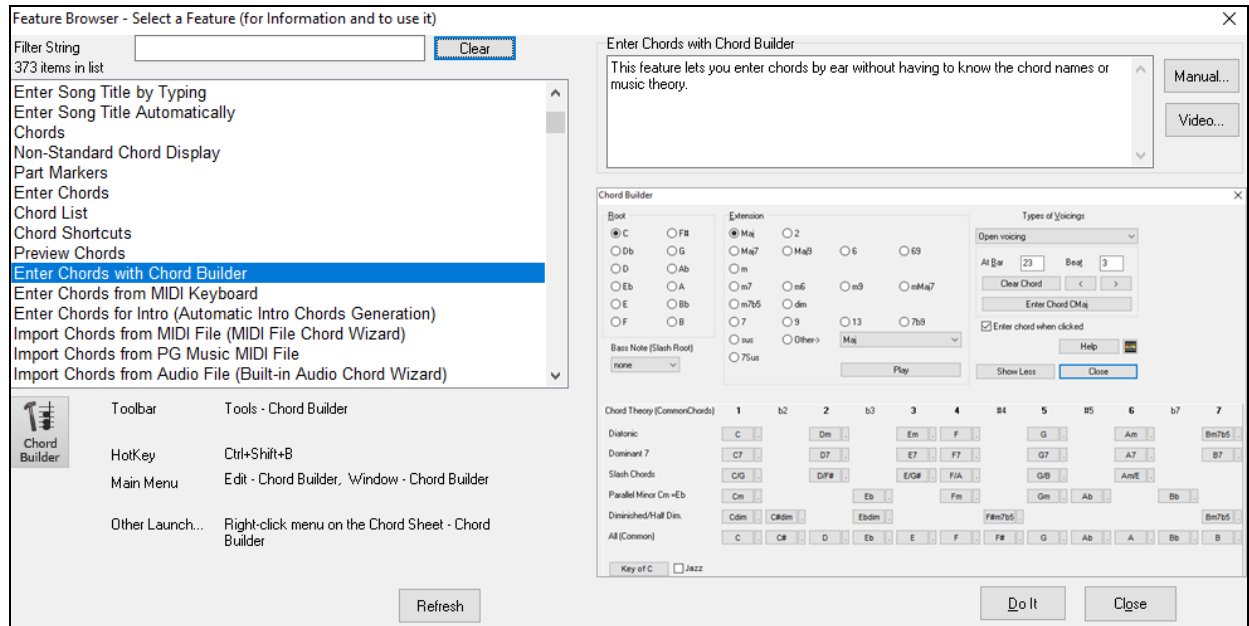 Feature Browser - Select a Feature (for Information and to use it)
Filter String
Clear
373 items in list
Enter Song Title by Typing
Enter Song Title Automatically
Chords
Non-Standard Chord Display
Part Markers
Enter Chords
Chord List
Chord Shortcuts
Preview Chords
Enter Chords with Chord Builder
Enter Chords from MIDI Keyboard
Enter Chords for Intro (Automatic Intro Chords Generation)
Import Chords from MIDI File (MIDI File Chord Wizard)
Import Chords from PG Music MIDI File
Import Chords from Audio File (Built-in Audio Chord Wizard)
Chord
Builder
Toolbar Tools - Chord Builder
HotKey Ctrl+Shift+B
Main Menu Edit - Chord Builder, Window - Chord Builder
Other Launch... Right-click menu on the Chord Sheet - Chord
Builder
Refresh
Enter Chords with Chord Builder
This feature lets you enter chords by ear without having to know the chord names or
music theory.
Manual...
Video...
Chord Builder
Root
C F#
Db G
D Ab
Eb A
E Bb
F B
Bass Note (Slash Root)
none
Extension
Maj 2
Maj7 Maj9 6 69
m
m7 m6 m9 mMaj7
m7b5 dim
7 9 13 7b9
sus Other-> Maj
7Sus
Play
Types of Voicings
Open voicing
At Bar 23 Beat 3
Clear Chord < >
Enter Chord CMaj
Enter chord when clicked
Help
Show Less Close
Chord Theory (CommonChords) 1 b2 2 b3 3 4 #4 5 #5 6 b7 7
Diatonic C Dm Em F G Am Bm7b5
Dominant 7 C7 D7 E7 F7 G7 A7 B7
Slash Chords C/G D/F# E/G# F/A G/B Am/E
Parallel Minor Cm =Eb Cm Eb Fm Gm Ab Bb
Diminished/Half Dim. Cdim C#dim Ebdim F#m7b5 Bm7b5
All (Common) C C# D Eb E F F# G Ab A Bb B
Key of C Jazz
Do It
Close